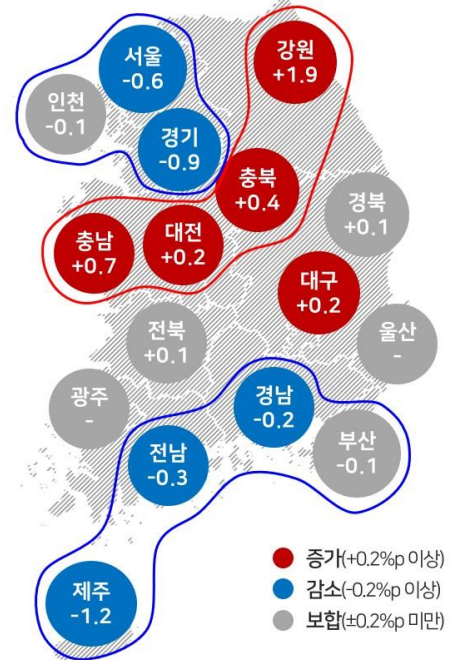 강원
+1.9
서울
-0.6
인천
-0.1
경기
-0.9
충북
+0.4
경북
+0.1
충남
+0.7
대전
+0.2
대구
+0.2
전북
+0.1
울산
-
광주
-
경남
-0.2
부산
-0.1
전남
-0.3
제주
-1.2
증가(+0.2%p 이상)
감소(-0.2%p 이상)
보합(±0.2%p 미만)